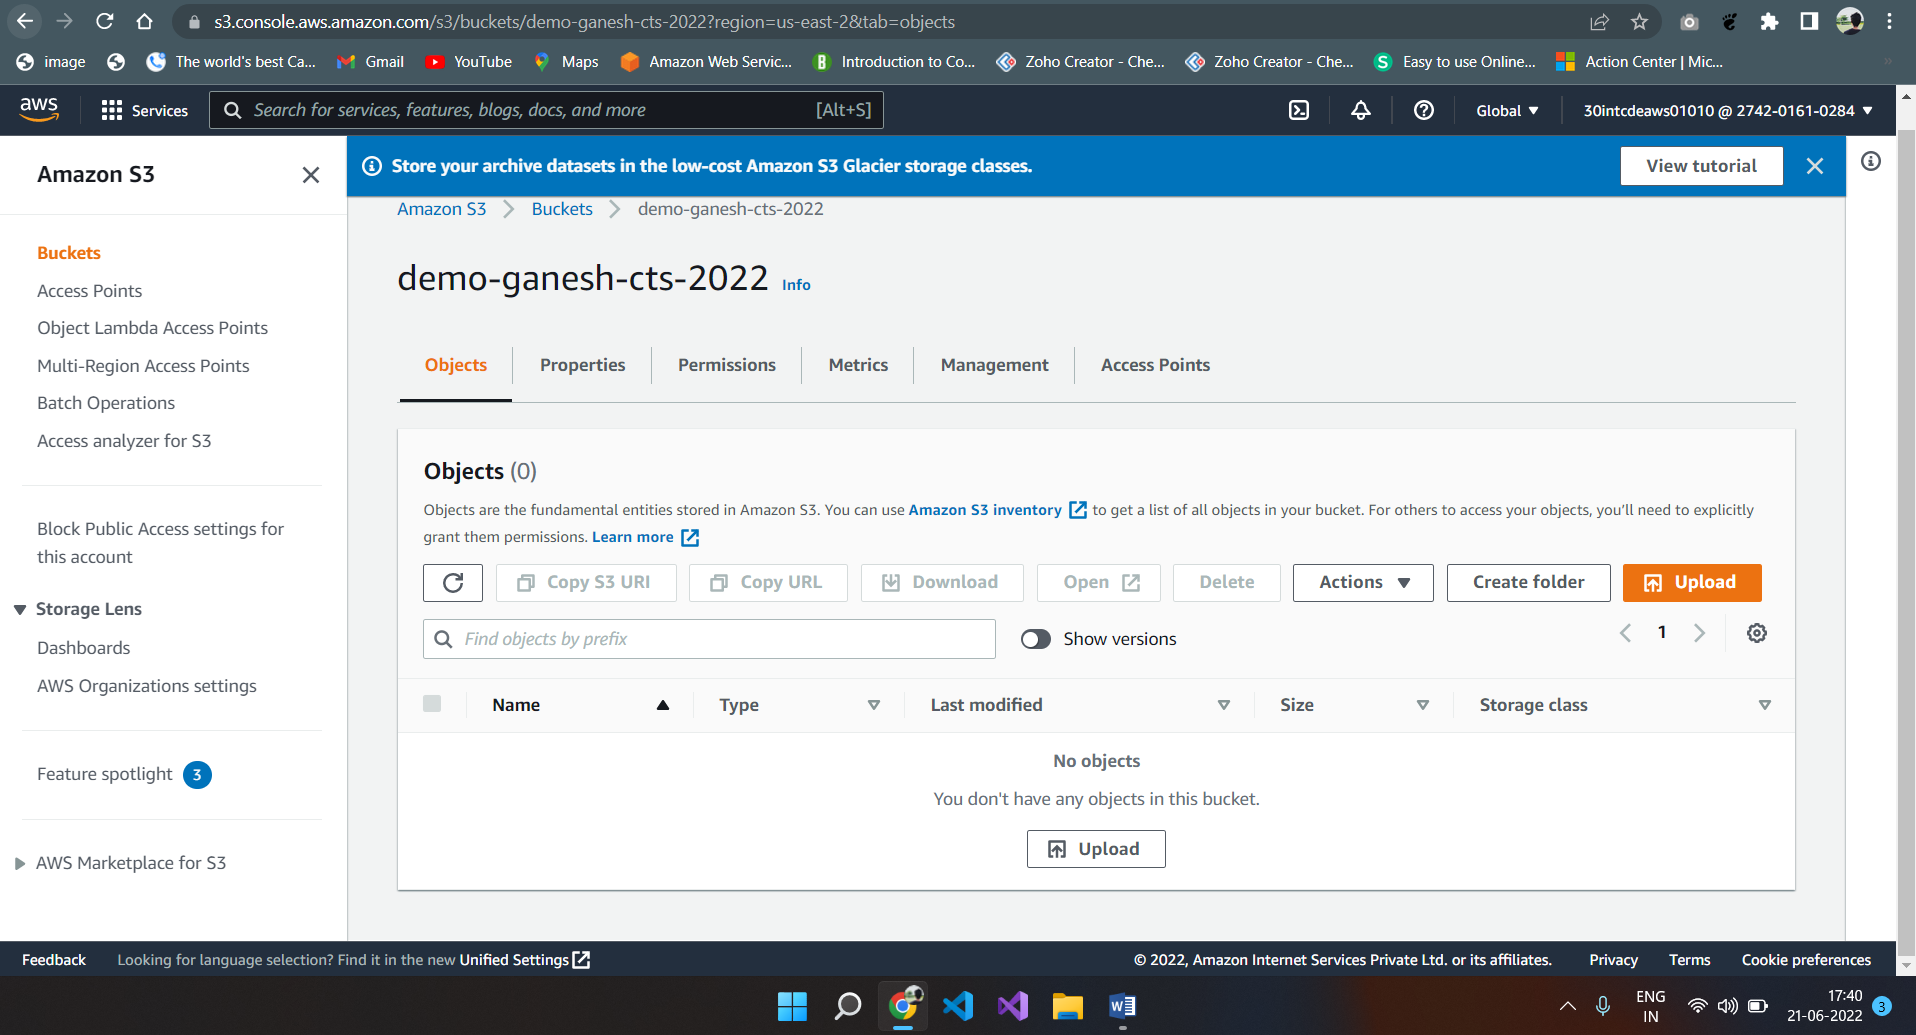 s3.console.aws.amazon.com/s3/buckets/demo-ganesh-cts-2022?region=us-east-2&tab=objects
image The world's best Ca... Gmail YouTube Maps Amazon Web Servic... B Introduction to Co... Zoho Creator - Che... Zoho Creator - Che... S Easy to use Online... Action Center | Mic... »
aws Services Search for services, features, blogs, docs, and more [Alt+S] Global ▼ 30intcdeaws01010 @ 2742-0161-0284 ▼
Amazon S3
Store your archive datasets in the low-cost Amazon S3 Glacier storage classes. View tutorial
Buckets
Access Points
Object Lambda Access Points
Multi-Region Access Points
Batch Operations
Access analyzer for S3
Block Public Access settings for
this account
Storage Lens
Dashboards
AWS Organizations settings
Feature spotlight 3
AWS Marketplace for S3
Amazon S3 > Buckets > demo-ganesh-cts-2022
demo-ganesh-cts-2022 Info
Objects Properties Permissions Metrics Management Access Points
Objects (0)
Objects are the fundamental entities stored in Amazon S3. You can use Amazon S3 inventory to get a list of all objects in your bucket. For others to access your objects, you'll need to explicitly
grant them permissions. Learn more
Copy S3 URI Copy URL Download Open Delete Actions ▼ Create folder Upload
Find objects by prefix Show versions < 1 >
Name Type Last modified Size Storage class
No objects
You don't have any objects in this bucket.
Upload
Feedback Looking for language selection? Find it in the new Unified Settings © 2022, Amazon Internet Services Private Ltd. or its affiliates. Privacy Terms Cookie preferences
ENG
IN
17:40
21-06-2022
3